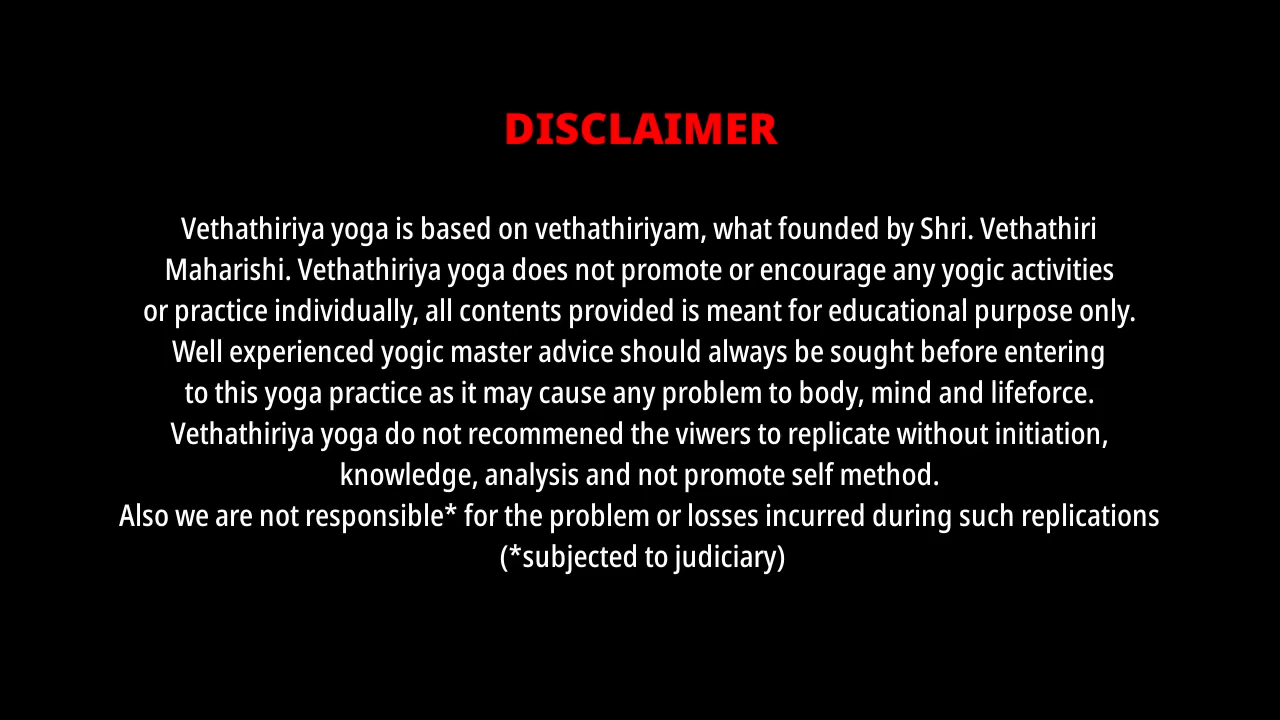 DISCLAIMER
Vethathiriya yoga is based on vethathiriyam, what founded by Shri. Vethathiri
Maharishi. Vethathiriya yoga does not promote or encourage any yogic activities
or practice individually, all contents provided is meant for educational purpose only.
Well experienced yogic master advice should always be sought before entering
to this yoga practice as it may cause any problem to body, mind and lifeforce.
Vethathiriya yoga do not recommened the viwers to replicate without initiation,
knowledge, analysis and not promote self method.
Also we are not responsible* for the problem or losses incurred during such replications
(*subjected to judiciary)